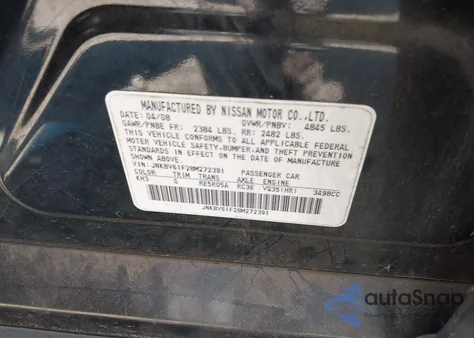 MANUFACTURED BY NISSAN MOTOR CO.,LTD.
DATE: 04/08 GVWR/PNBV: 4845 LBS.
GAWR/PNBE FR: 2384 LBS. RR: 2482 LBS.
THIS VEHICLE CONFORMS TO ALL APPLICABLE FEDERAL
MOTOR VEHICLE SAFETY,BUMPER,AND THEFT PREVENTION
STANDARDS IN EFFECT ON THE DATE OF MANUFACTURE
SHOWN ABOVE.
VIN: JNKBV61F28M272391 PASSENGER CAR
COLOR TRIM TRANS AXLE ENGINE
KH3 G RE5R05A RC36 VQ35(HR) 3498CC
JNKBV61F28M272391
autoSnap